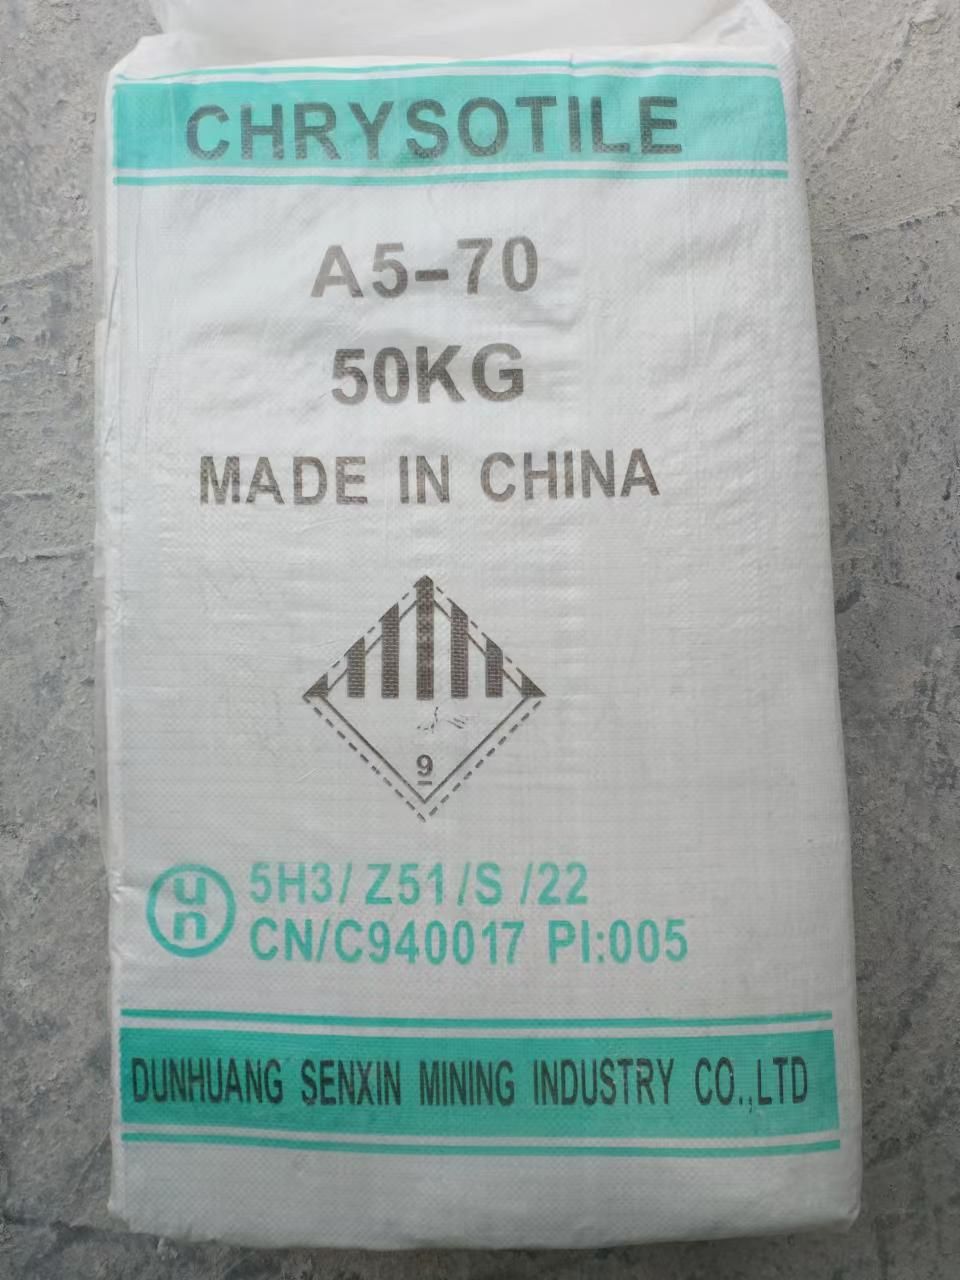 CHRYSOTILE
A5-70
50KG
MADE IN CHINA
9
un
5H3/Z51/S/22
CN/C940017 PI:005
DUNHUANG SENXIN MINING INDUSTRY CO.,LTD